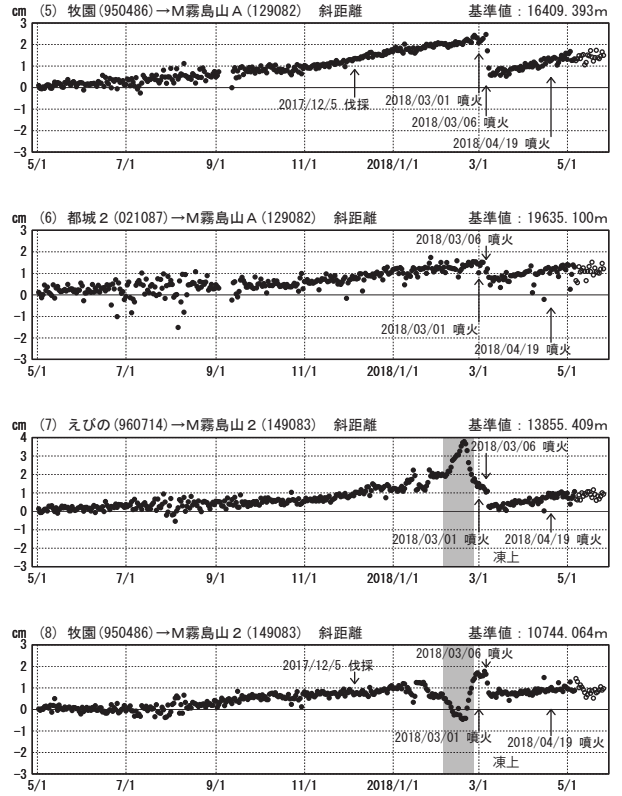 cm (5) 牧園(950486)→M霧島山A(129082) 斜距離 基準値：16409.393m
3
2
1
0
-1
-2
-3
2017/12/5 伐採
2018/03/01 噴火
2018/03/06 噴火
2018/04/19 噴火
5/1 7/1 9/1 11/1 2018/1/1 3/1 5/1
cm (6) 都城2(021087)→M霧島山A(129082) 斜距離 基準値：19635.100m
3
2
1
0
-1
-2
-3
2018/03/06 噴火
2018/03/01 噴火
2018/04/19 噴火
5/1 7/1 9/1 11/1 2018/1/1 3/1 5/1
cm (7) えびの(960714)→M霧島山2(149083) 斜距離 基準値：13855.409m
4
3
2
1
0
-1
-2
-3
2018/03/06 噴火
2018/03/01 噴火 2018/04/19 噴火
凍上
5/1 7/1 9/1 11/1 2018/1/1 3/1 5/1
cm (8) 牧園(950486)→M霧島山2(149083) 斜距離 基準値：10744.064m
3
2
1
0
-1
-2
-3
2018/03/06 噴火
2017/12/5 伐採
2018/03/01 噴火 2018/04/19 噴火
凍上
5/1 7/1 9/1 11/1 2018/1/1 3/1 5/1